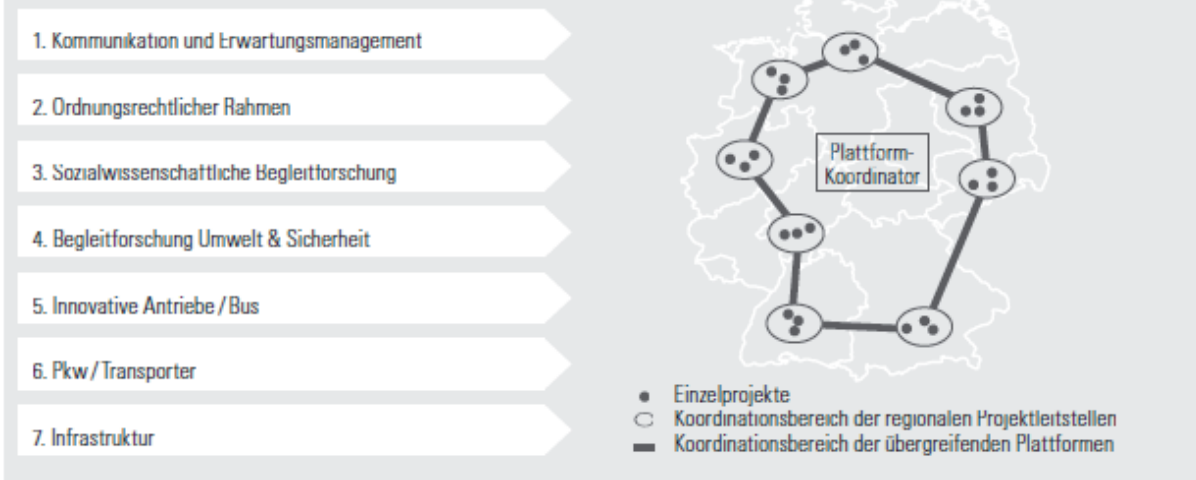 1. Kommunikation und Erwartungsmanagement
2. Ordnungsrechtlicher Rahmen
3. Sozialwissenschaftliche Begleitforschung
4. Begleitforschung Umwelt & Sicherheit
5. Innovative Antriebe / Bus
6. Pkw / Transporter
7. Infrastruktur
Plattform-
Koordinator
Einzelprojekte
Koordinationsbereich der regionalen Projektleitstellen
Koordinationsbereich der übergreifenden Plattformen